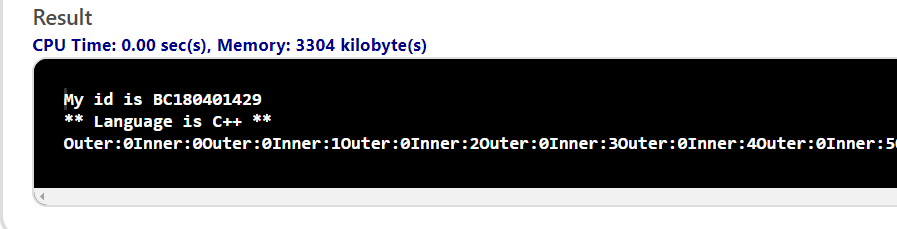 Result
CPU Time: 0.00 sec(s), Memory: 3304 kilobyte(s)
My id is BC180401429
** Language is C++ **
Outer:0Inner:0Outer:0Inner:1Outer:0Inner:2Outer:0Inner:3Outer:0Inner:4Outer:0Inner:5